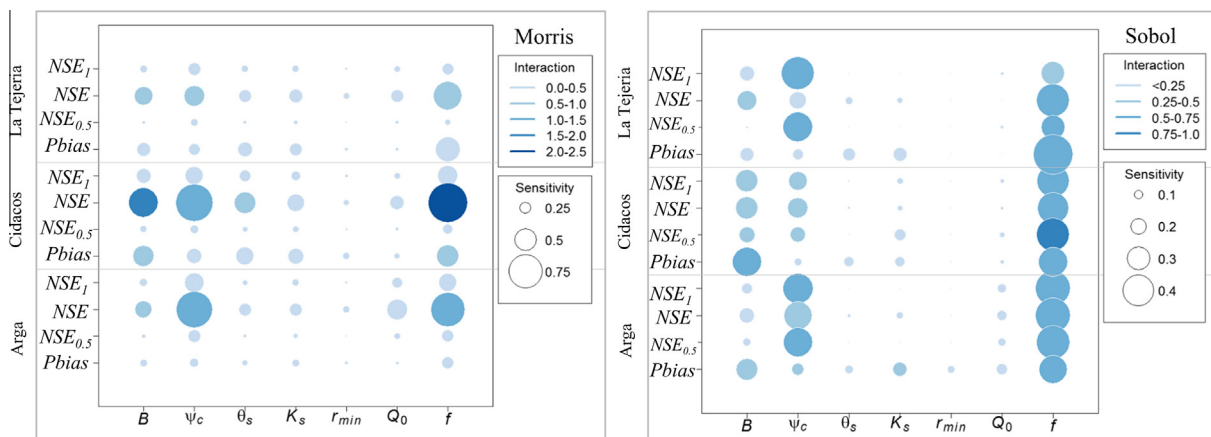 Morris
La Tejeria
NSE1
NSE
NSE0.5
Pbias
Cidacos
NSE1
NSE
NSE0.5
Pbias
Arga
NSE1
NSE
NSE0.5
Pbias
B ψc θs Ks rmin Q0 f
Interaction
0.0-0.5
0.5-1.0
1.0-1.5
1.5-2.0
2.0-2.5
Sensitivity
0.25
0.5
0.75
Sobol
La Tejeria
NSE1
NSE
NSE0.5
Pbias
Cidacos
NSE1
NSE
NSE0.5
Pbias
Arga
NSE1
NSE
NSE0.5
Pbias
B ψc θs Ks rmin Q0 f
Interaction
<0.25
0.25-0.5
0.5-0.75
0.75-1.0
Sensitivity
0.1
0.2
0.3
0.4